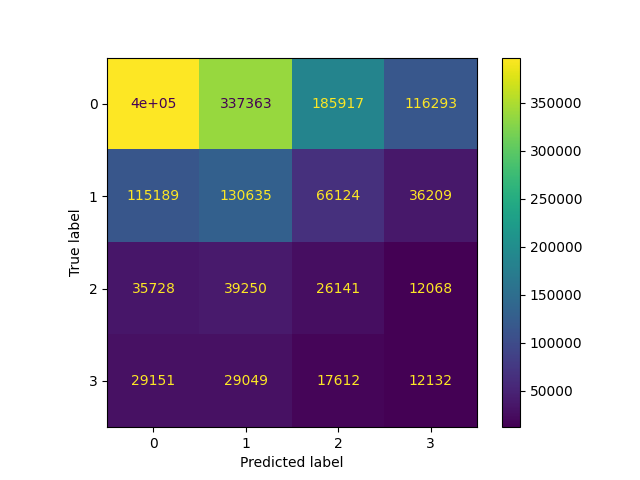 0 4e+05 337363 185917 116293
1 115189 130635 66124 36209
2 35728 39250 26141 12068
3 29151 29049 17612 12132
0 1 2 3
Predicted label
True label
350000
300000
250000
200000
150000
100000
50000